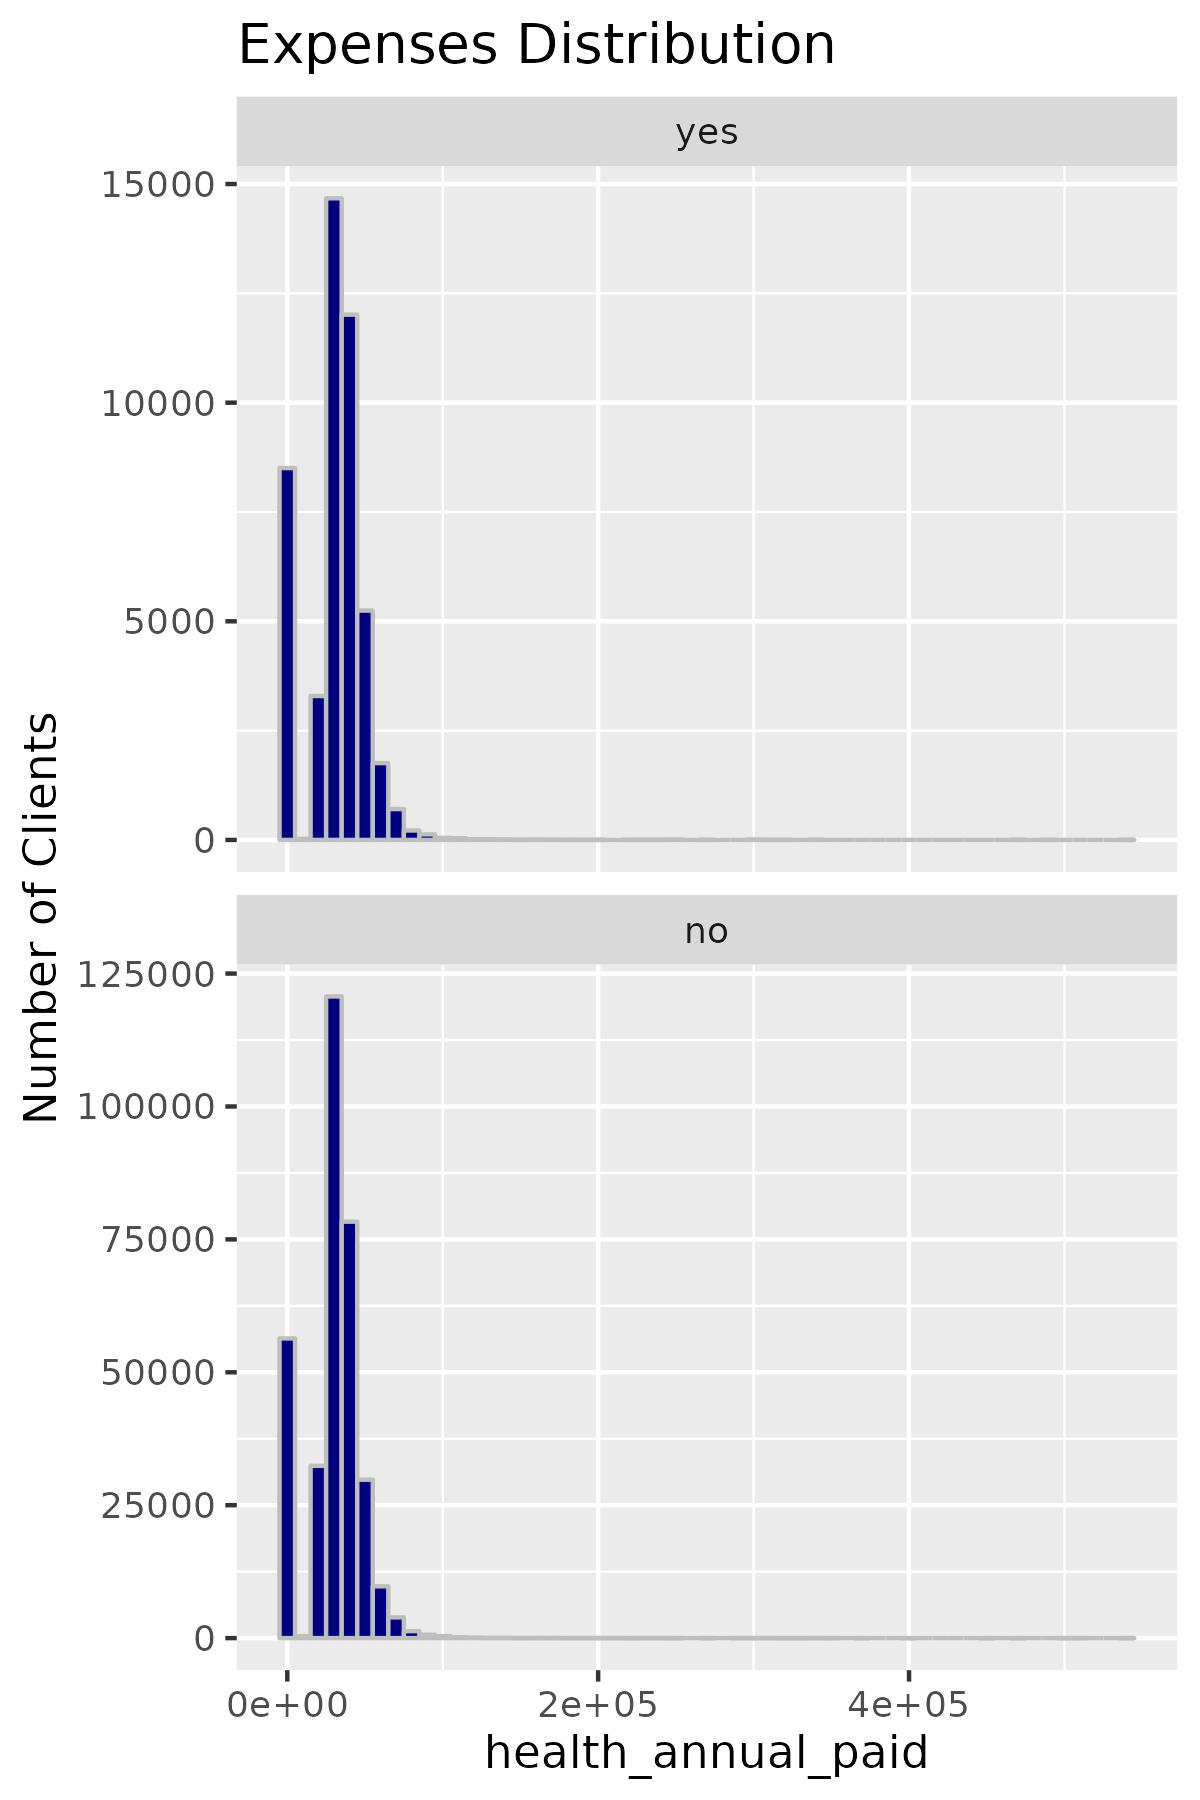 Expenses Distribution
yes
15000
10000
5000
0
no
125000
100000
75000
50000
25000
0
Number of Clients
0e+00 2e+05 4e+05
health_annual_paid